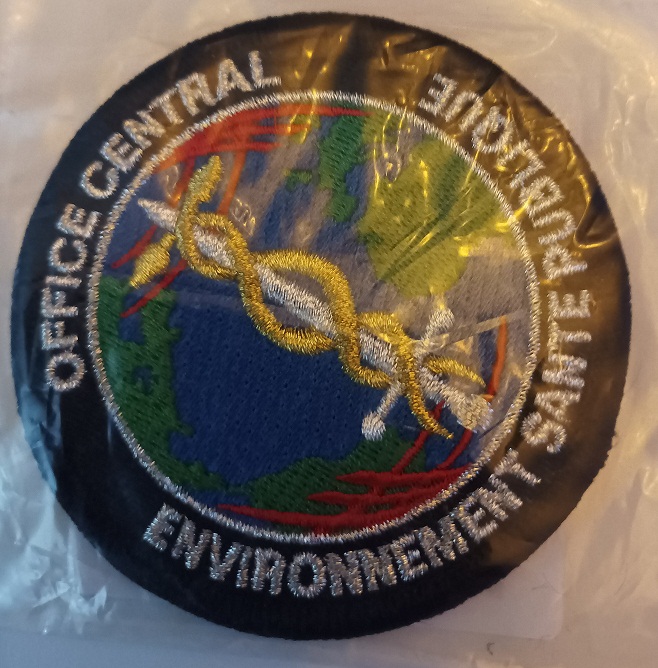 OFFICE CENTRAL
ENVIRONNEMENT SANTE PUBLIQUE